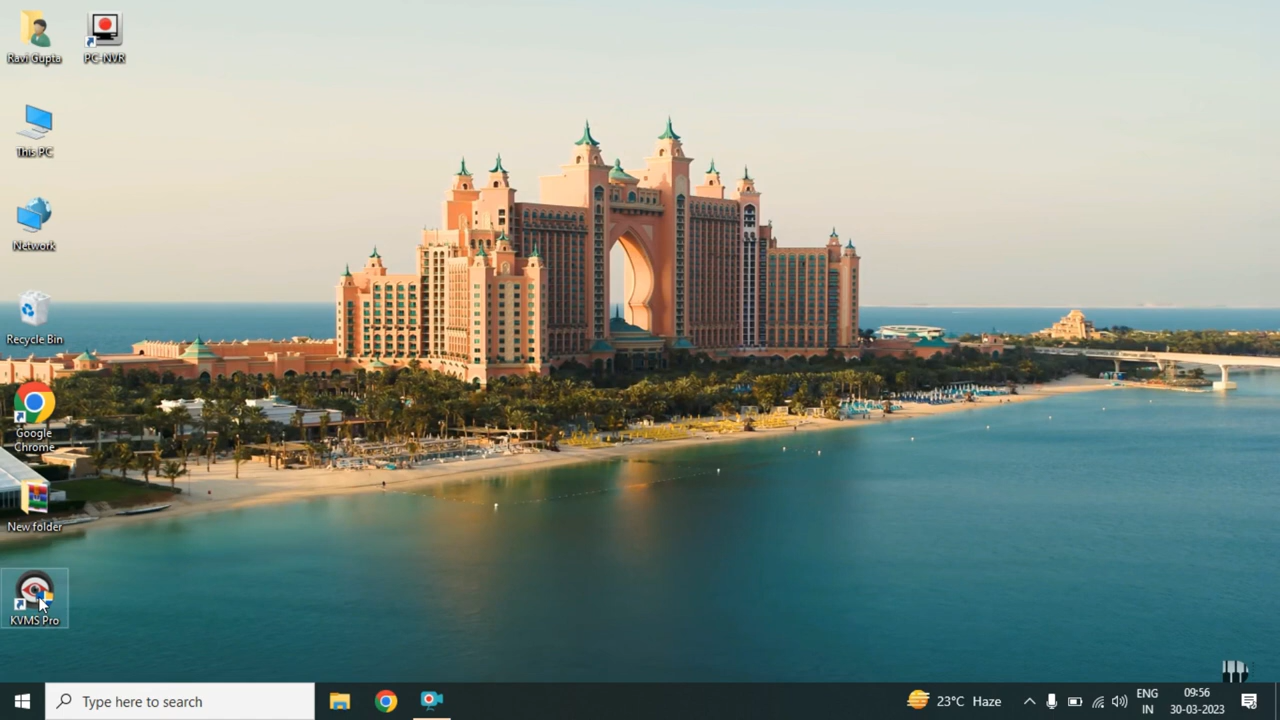 Ravi Gupta
PC-NVR
This PC
Network
Recycle Bin
Google
Chrome
New folder
KVMS Pro
Type here to search
23°C Haze
ENG
IN
09:56
30-03-2023